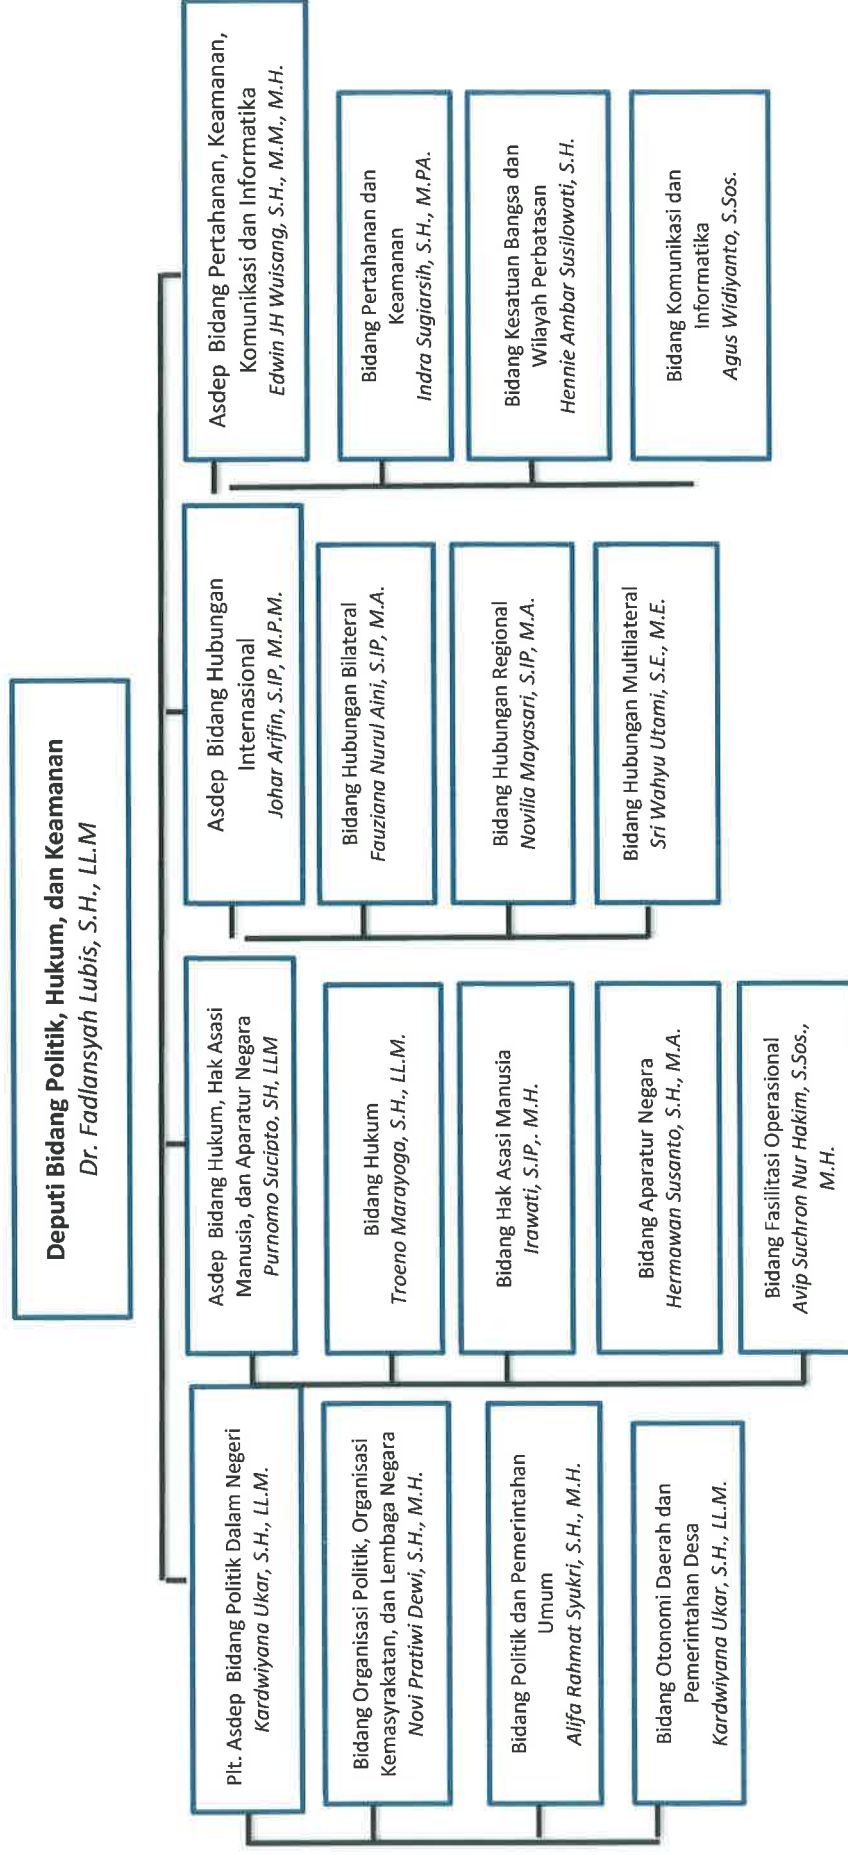 Deputi Bidang Politik, Hukum, dan Keamanan
Dr. Fadlansyah Lubis, S.H., LL.M
Plt. Asdep Bidang Politik Dalam Negeri
Kardwiyana Ukar, S.H., LL.M.
Bidang Organisasi Politik, Organisasi
Kemasyrakatan, dan Lembaga Negara
Novi Pratiwi Dewi, S.H., M.H.
Bidang Politik dan Pemerintahan
Umum
Alifa Rahmat Syukri, S.H., M.H.
Bidang Otonomi Daerah dan
Pemerintahan Desa
Kardwiyana Ukar, S.H., LL.M.
Asdep Bidang Hukum, Hak Asasi
Manusia, dan Aparatur Negara
Purnomo Sucipto, SH, LLM
Bidang Hukum
Troeno Marayoga, S.H., LL.M.
Bidang Hak Asasi Manusia
Irawati, S.IP,. M.H.
Bidang Aparatur Negara
Hermawan Susanto, S.H., M.A.
Bidang Fasilitasi Operasional
Avip Suchron Nur Hakim, S.Sos.,
M.H.
Asdep Bidang Hubungan
Internasional
Johar Arifin, S.IP, M.P.M.
Bidang Hubungan Bilateral
Fauziana Nurul Aini, S.IP, M.A.
Bidang Hubungan Regional
Novilia Mayasari, S.IP, M.A.
Bidang Hubungan Multilateral
Sri Wahyu Utami, S.E., M.E.
Asdep Bidang Pertahanan, Keamanan,
Komunikasi dan Informatika
Edwin JH Wuisang, S.H., M.M., M.H.
Bidang Pertahanan dan
Keamanan
Indra Sugiarsih, S.H., M.PA.
Bidang Kesatuan Bangsa dan
Wilayah Perbatasan
Hennie Ambar Susilowati, S.H.
Bidang Komunikasi dan
Informatika
Agus Widiyanto, S.Sos.